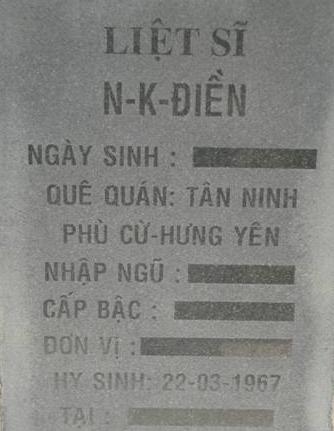 LIỆT SĨ
N-K-ĐIỀN
NGÀY SINH :
QUÊ QUÁN: TÂN NINH
PHÙ CỪ-HƯNG YÊN
NHẬP NGŨ :
CẤP BẬC :
ĐƠN VỊ :
HY SINH: 22-03-1967
TẠI :